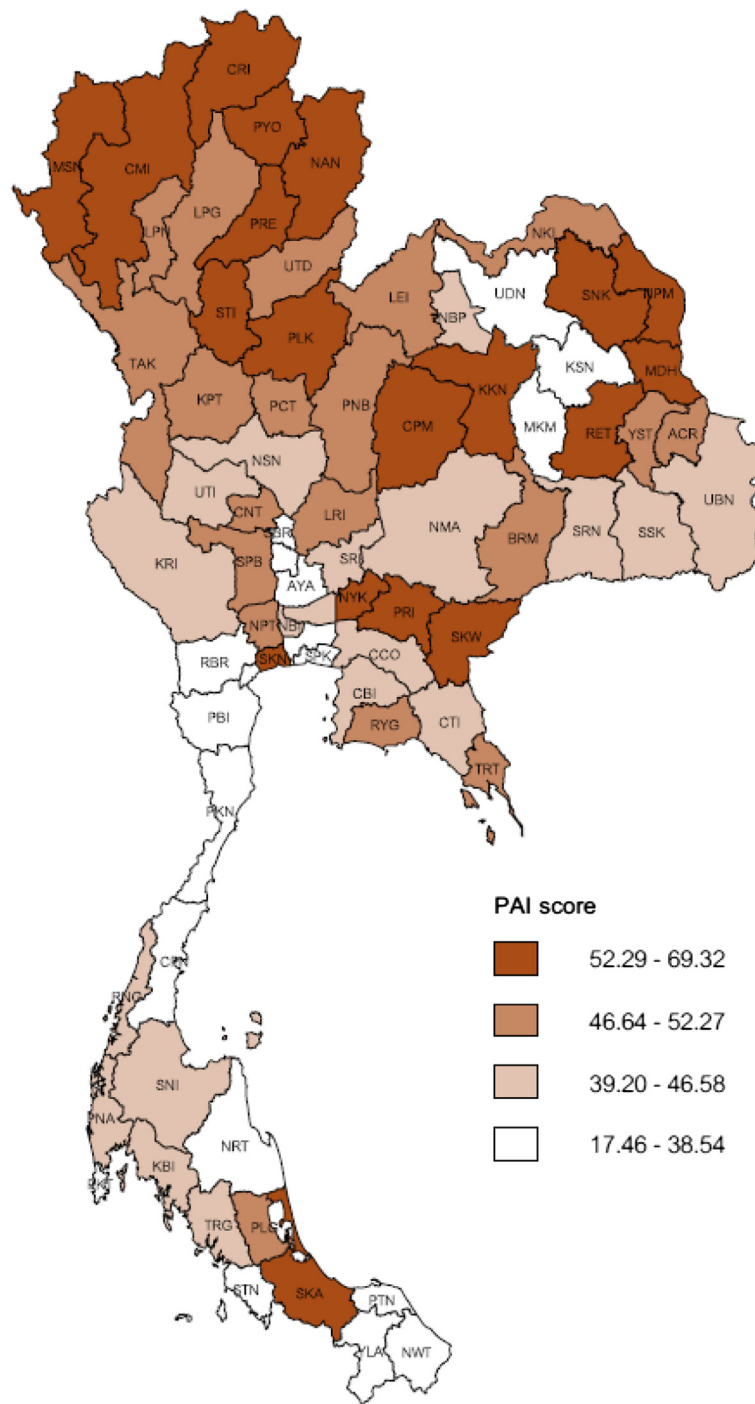 CRI
PYO
MSN
CMI
NAN
LPG
LPN
PRE
UTD
NKI
STI
LEI
UDN
SNK
NPM
NBP
PLK
TAK
KSN
MDH
KPT
PCT
PNB
KKN
CPM
MKM
RET
YST
ACR
NSN
UTI
UBN
CNT
LRI
NMA
SRN
SSK
BRM
SBR
KRI
SPB
SRI
AYA
NYK
PRI
NPT
NBI
SKW
SKN
SPK
CCO
RBR
CBI
PBI
RYG
CTI
TRT
PKN
PAI score
52.29 - 69.32
CPN
RNG
46.64 - 52.27
39.20 - 46.58
SNI
PNA
17.46 - 38.54
NRT
KBI
PKT
TRG
PLG
STN
SKA
PTN
YLA
NWT